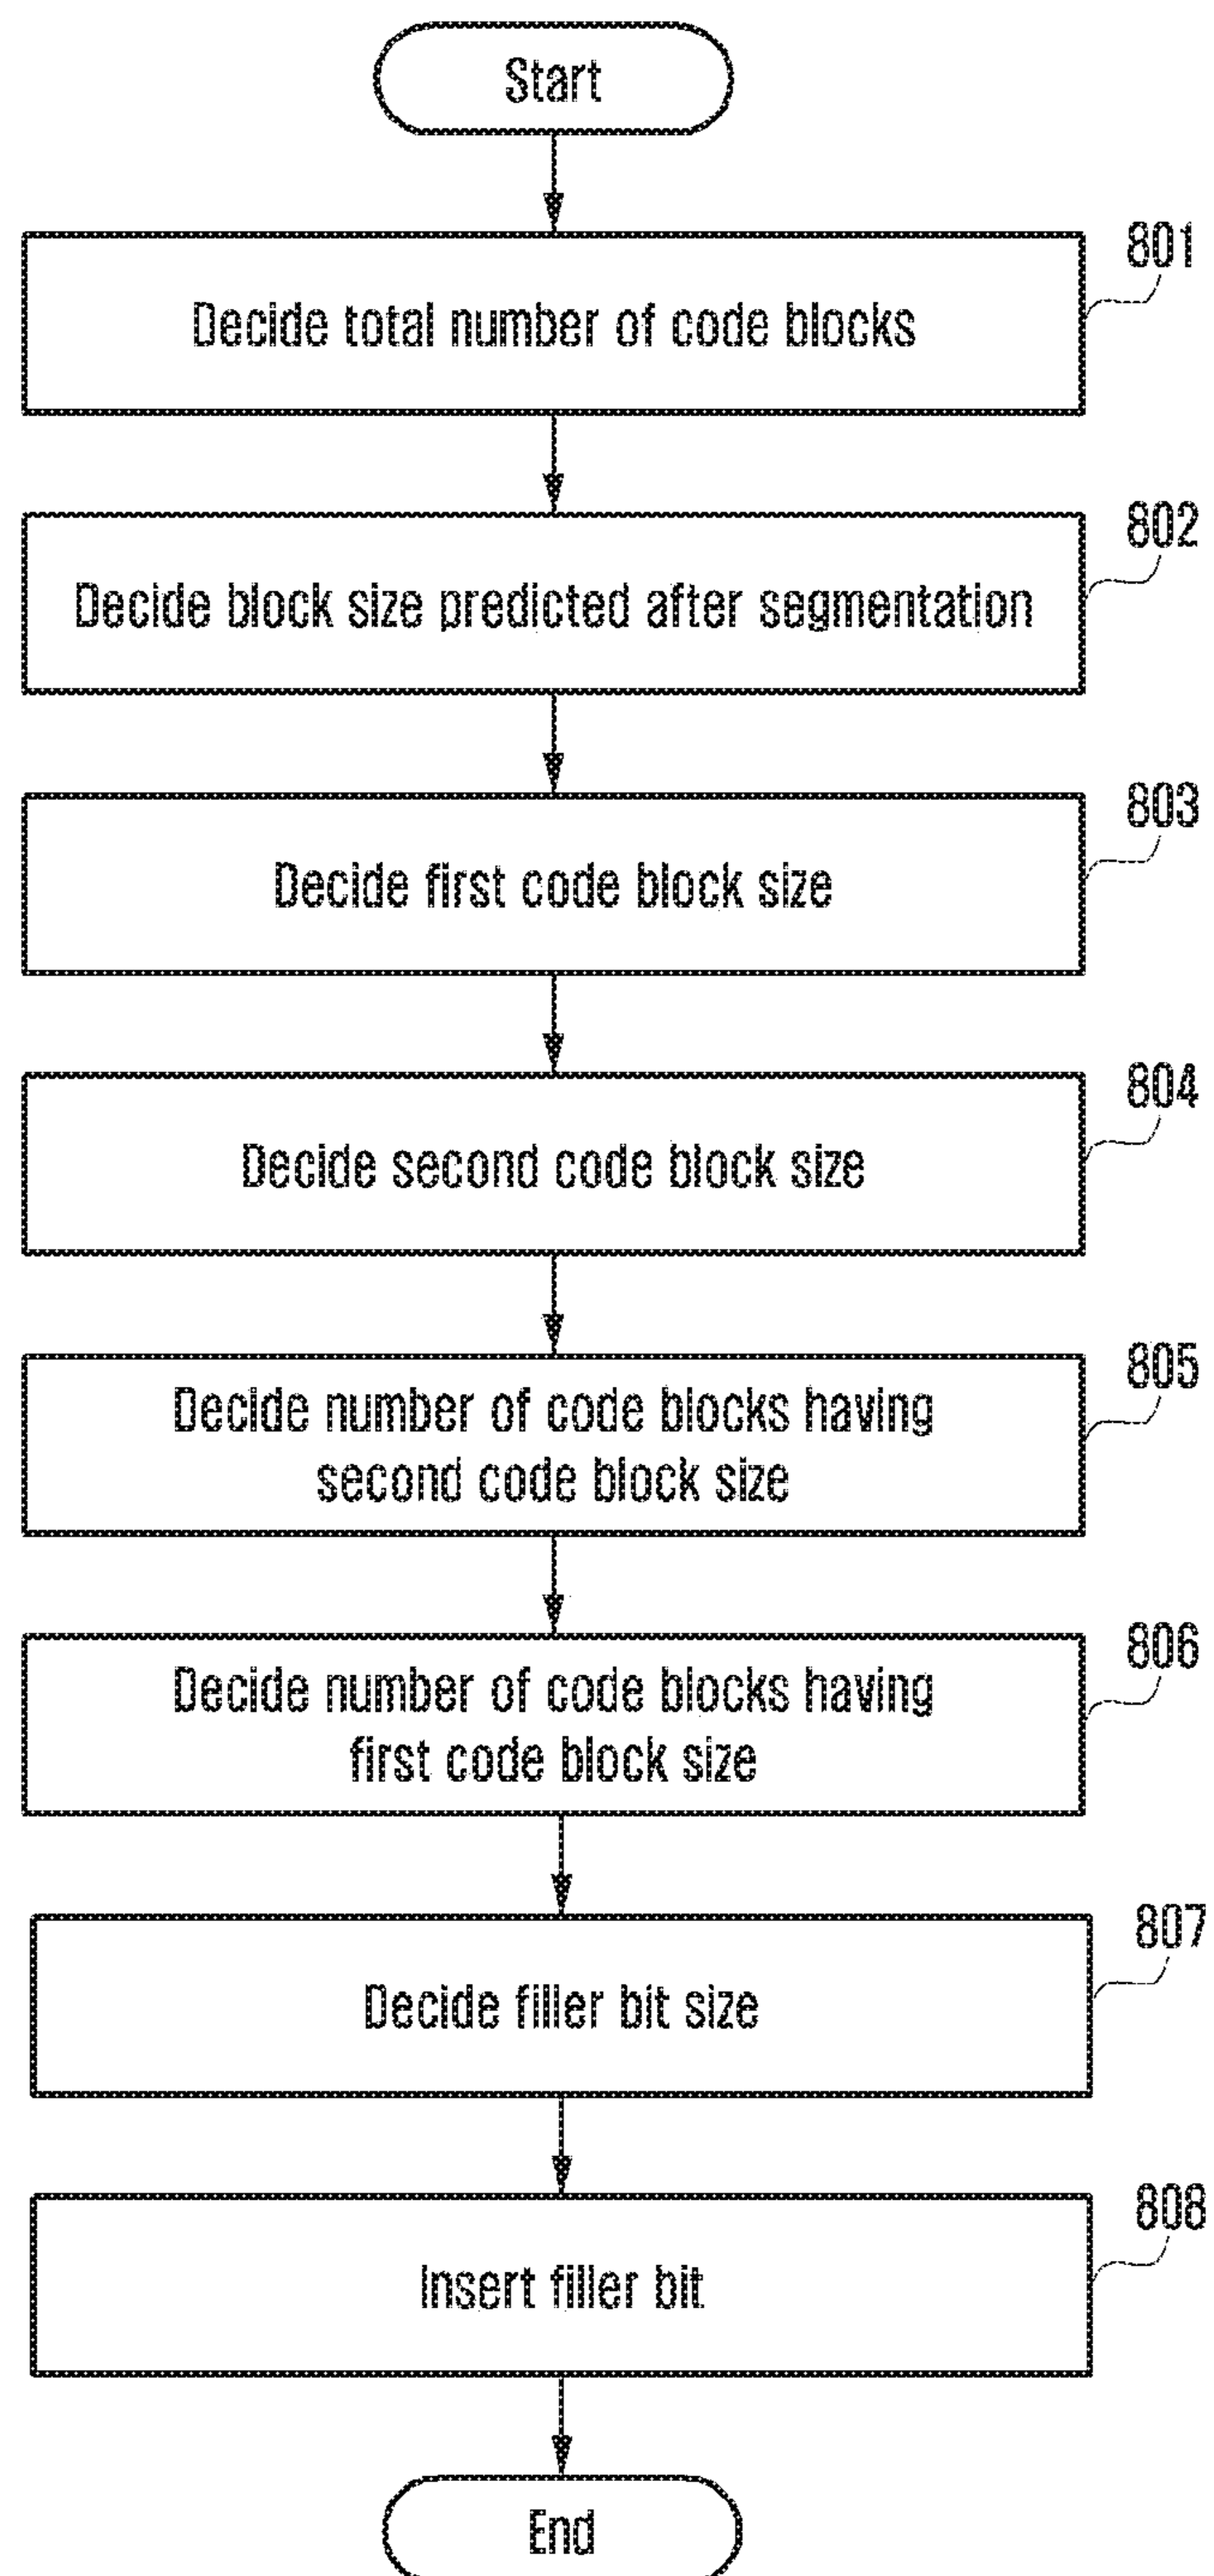 Start
801
Decide total number of code blocks
802
Decide block size predicted after segmentation
803
Decide first code block size
804
Decide second code block size
805
Decide number of code blocks having
second code block size
806
Decide number of code blocks having
first code block size
807
Decide filler bit size
808
Insert filler bit
End